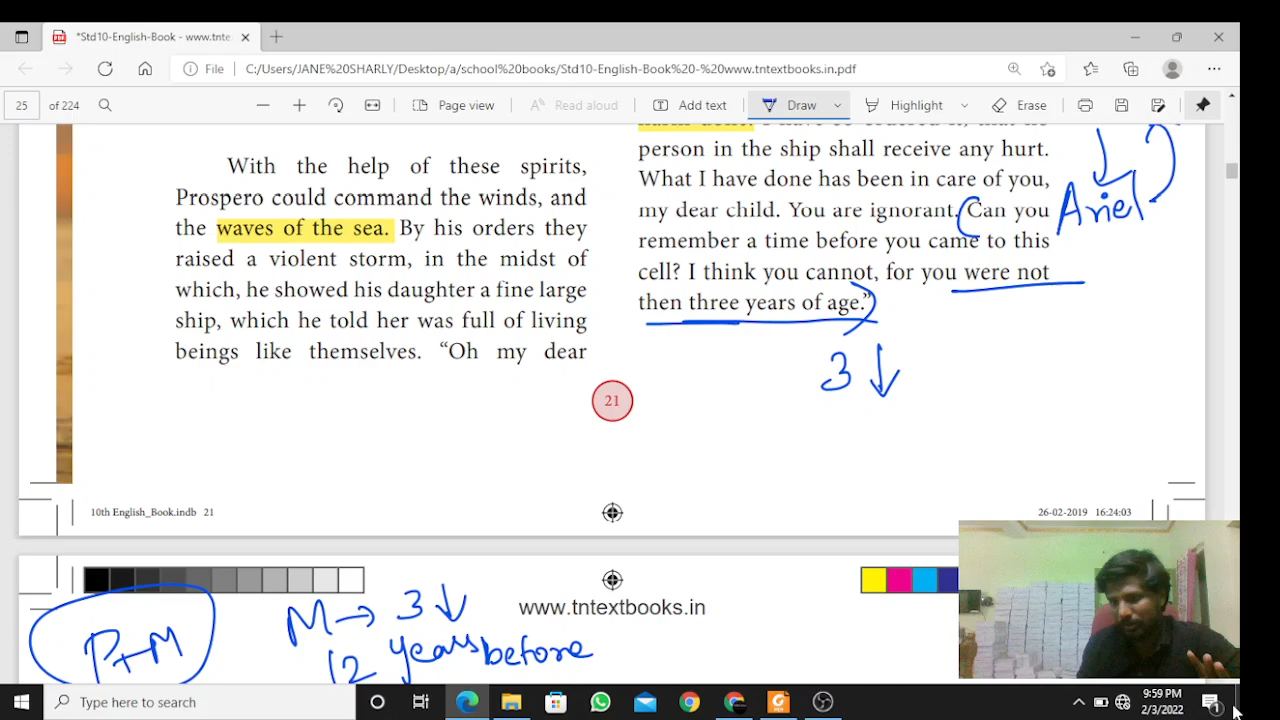 *Std10-English-Book - www.tnte
File
C:/Users/JANE%20SHARLY/Desktop/a/school%20books/Std10-English-Book%20-%20www.tntextbooks.in.pdf
25 of 224
Page view
Read aloud
Add text
Draw
Highlight
Erase
With the help of these spirits,
Prospero could command the winds, and
the waves of the sea. By his orders they
raised a violent storm, in the midst of
which, he showed his daughter a fine large
ship, which he told her was full of living
beings like themselves. “Oh my dear
person in the ship shall receive any hurt.
What I have done has been in care of you,
my dear child. You are ignorant. Can you
remember a time before you came to this
cell? I think you cannot, for you were not
then three years of age.”
Ariel
3 ↓
21
10th English_Book.indb 21
26-02-2019 16:24:03
www.tntextbooks.in
P+M
M → 3 ↓
12 years before
Type here to search
9:59 PM
2/3/2022